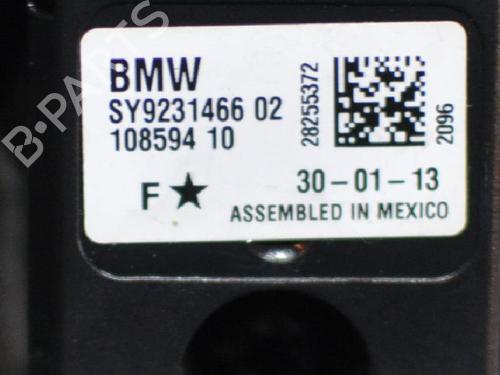 BMW
SY9231466 02
108594 10
28255372
2096
F★ 30-01-13
ASSEMBLED IN MEXICO
B-PARTS